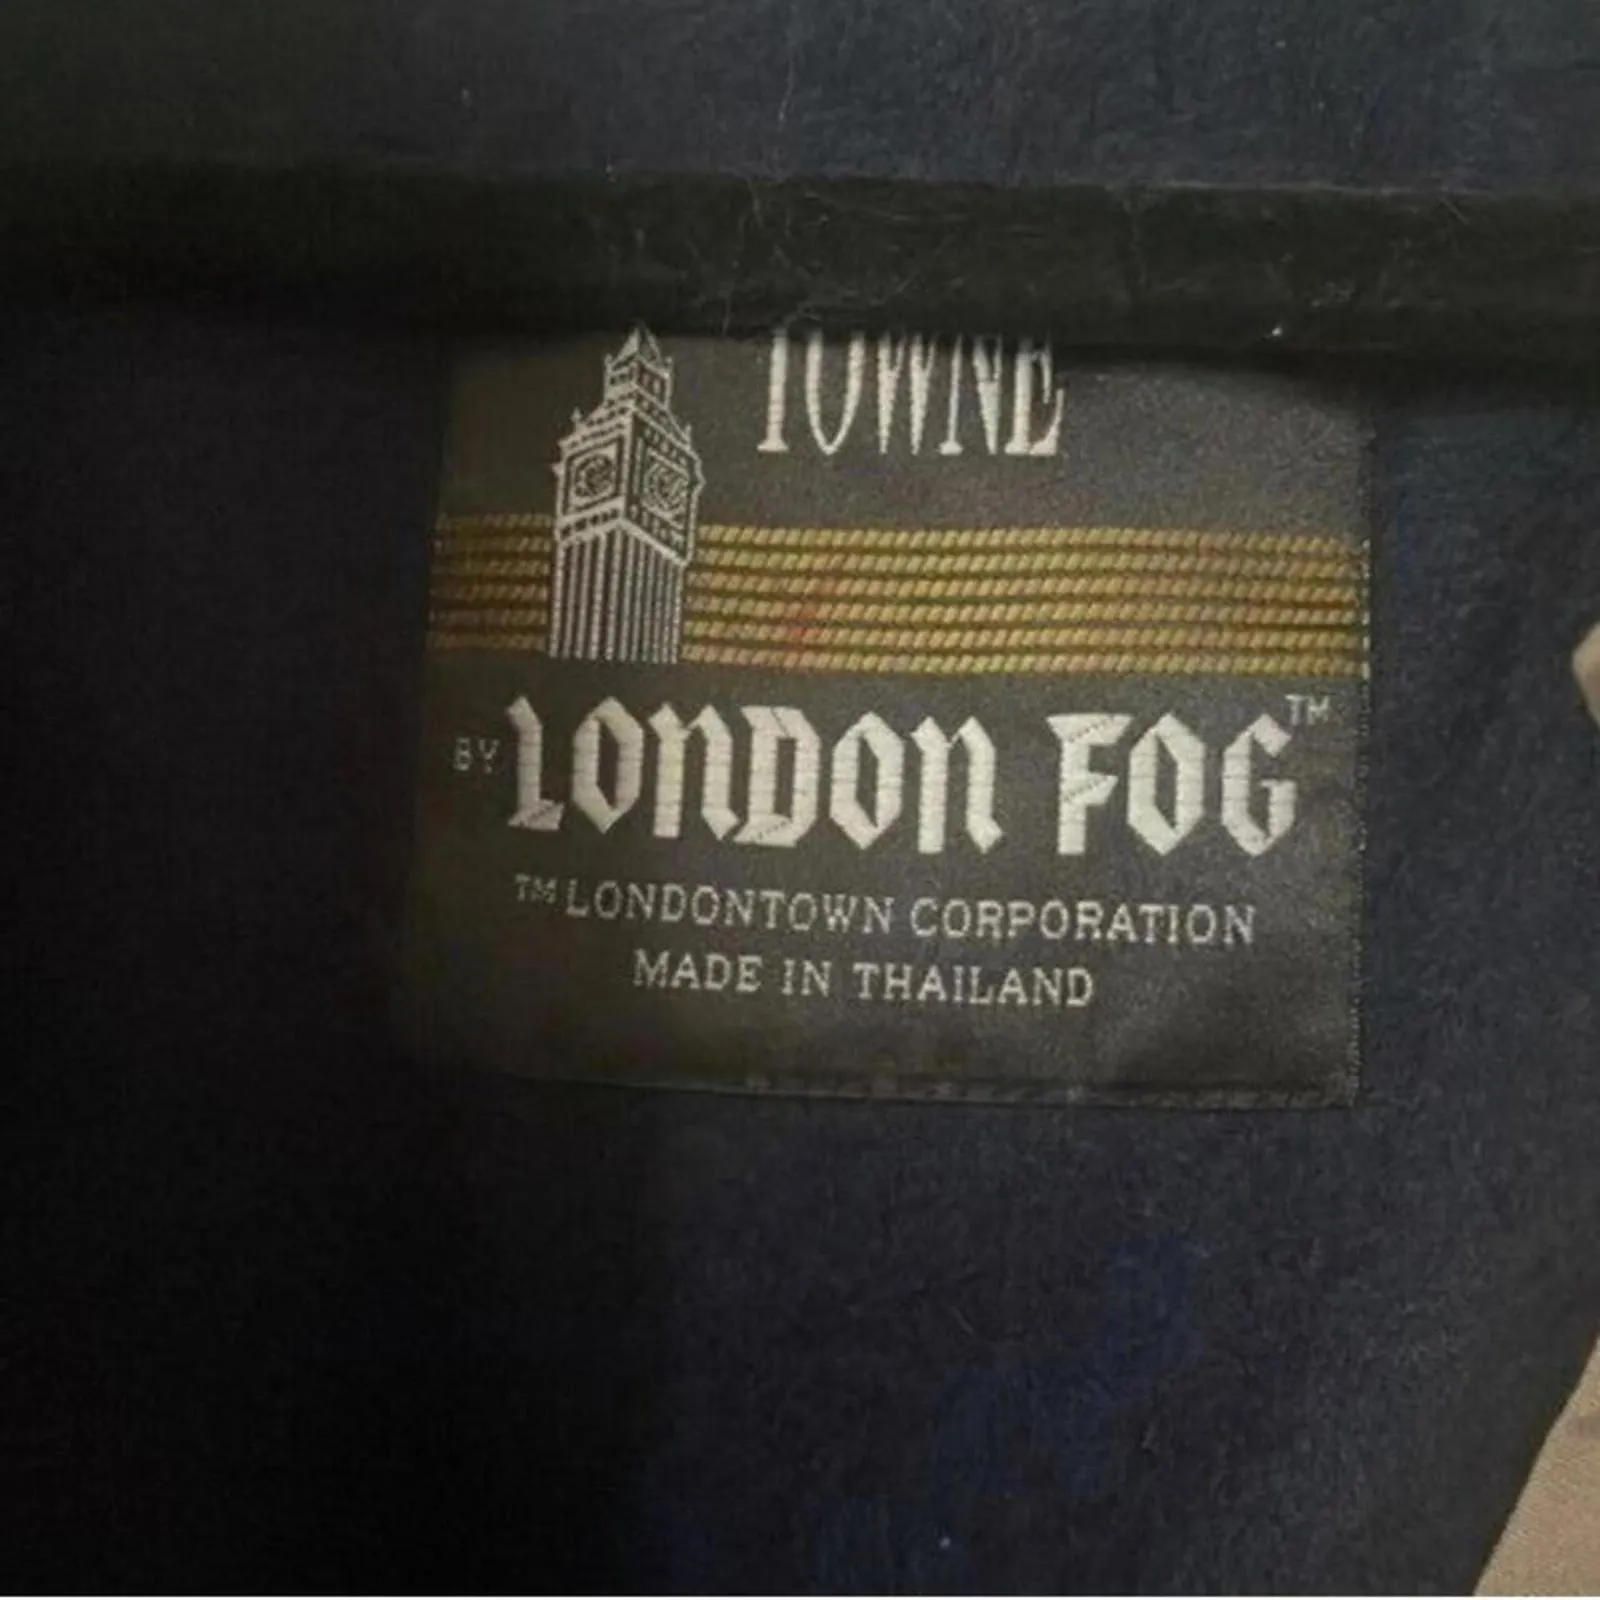 TOWNE
BY LONDON FOG™
™ LONDONTOWN CORPORATION
MADE IN THAILAND